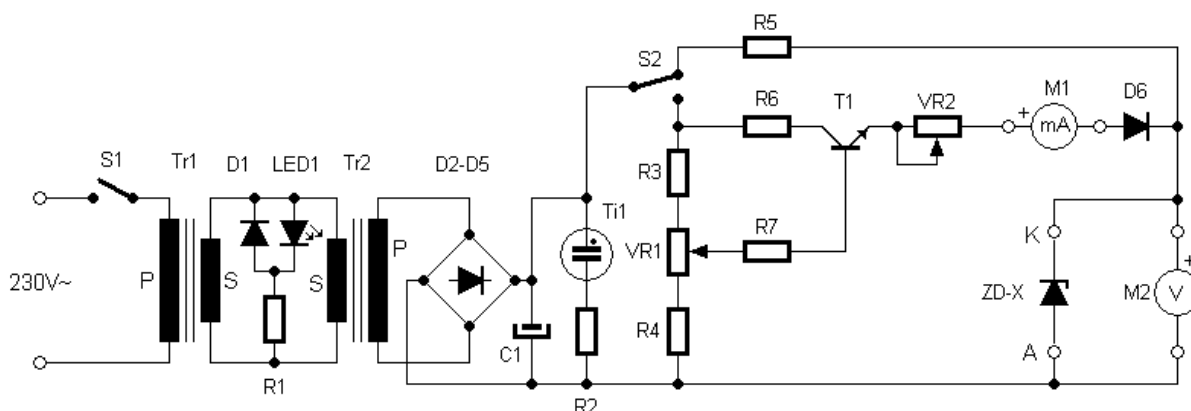 R5
S2
R6 T1 VR2 M1 D6
+ mA
S1 Tr1 D1 LED1 Tr2 D2-D5
R3
Ti1
230V~ P S S P
VR1 R7
K +
ZD-X M2 V
C1 R4
A
R1 R2